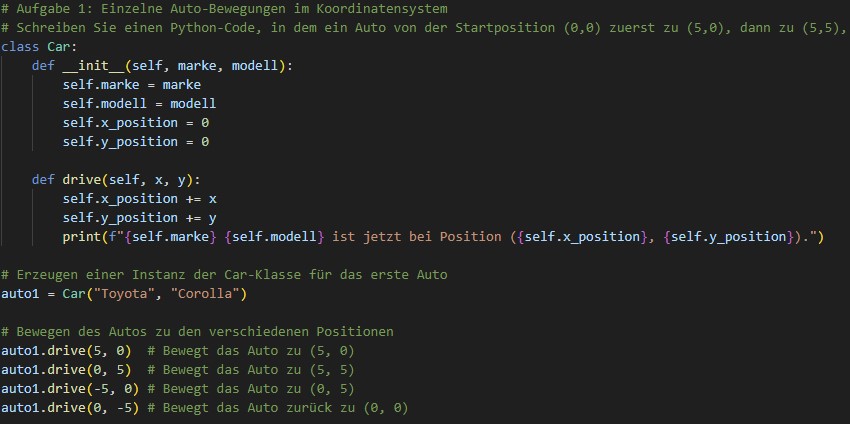 # Aufgabe 1: Einzelne Auto-Bewegungen im Koordinatensystem
# Schreiben Sie einen Python-Code, in dem ein Auto von der Startposition (0,0) zuerst zu (5,0), dann zu (5,5),
class Car:
    def __init__(self, marke, modell):
        self.marke = marke
        self.modell = modell
        self.x_position = 0
        self.y_position = 0

    def drive(self, x, y):
        self.x_position += x
        self.y_position += y
        print(f"{self.marke} {self.modell} ist jetzt bei Position ({self.x_position}, {self.y_position}).")

# Erzeugen einer Instanz der Car-Klasse für das erste Auto
auto1 = Car("Toyota", "Corolla")

# Bewegen des Autos zu den verschiedenen Positionen
auto1.drive(5, 0)  # Bewegt das Auto zu (5, 0)
auto1.drive(0, 5)  # Bewegt das Auto zu (5, 5)
auto1.drive(-5, 0) # Bewegt das Auto zu (0, 5)
auto1.drive(0, -5) # Bewegt das Auto zurück zu (0, 0)